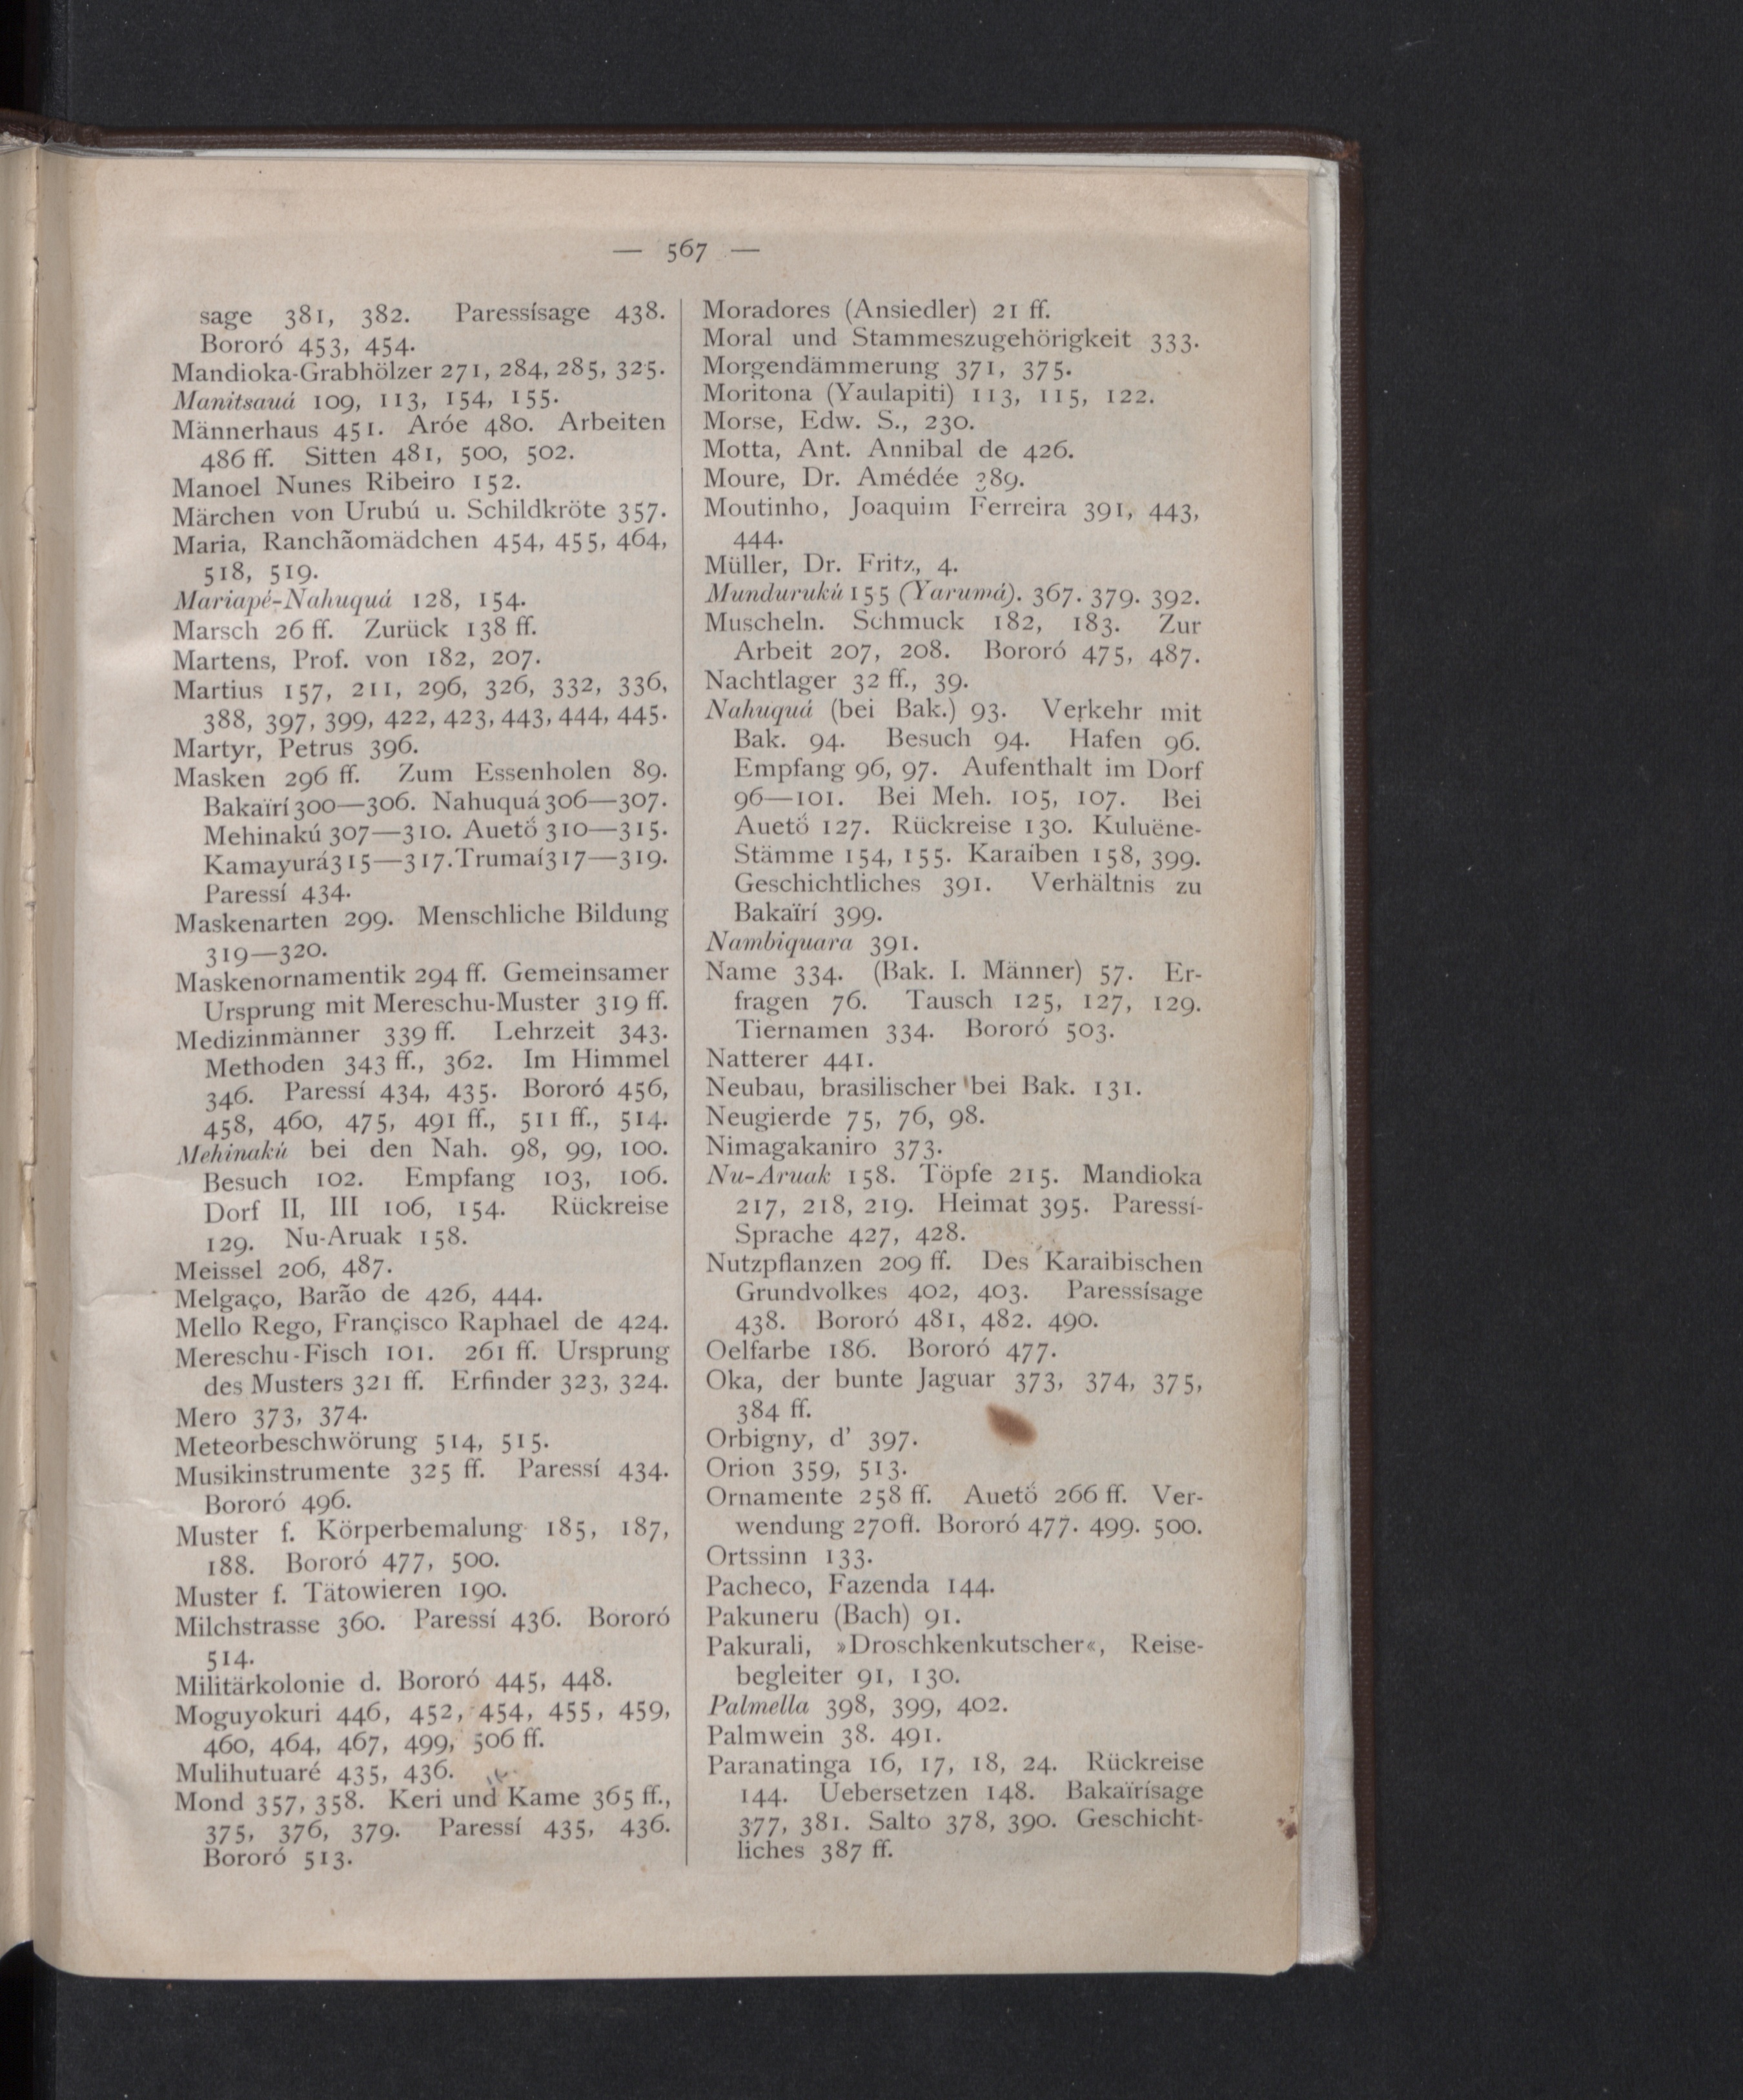 — 567 —
sage 381, 382. Paressísage 438.
Bororó 453, 454.
Mandioka-Grabhölzer 271, 284, 285, 325.
Manitsauá 109, 113, 154, 155.
Männerhaus 451. Aróe 480. Arbeiten
486 ff. Sitten 481, 500, 502.
Manoel Nunes Ribeiro 152.
Märchen von Urubú u. Schildkröte 357.
Maria, Ranchãomädchen 454, 455, 464,
518, 519.
Mariapé-Nahuquá 128, 154.
Marsch 26 ff. Zurück 138 ff.
Martens, Prof. von 182, 207.
Martius 157, 211, 296, 326, 332, 336,
388, 397, 399, 422, 423, 443, 444, 445.
Martyr, Petrus 396.
Masken 296 ff. Zum Essenholen 89.
Bakaïrí 300—306. Nahuquá 306—307.
Mehinakú 307—310. Auető 310—315.
Kamayurá 315—317. Trumaí 317—319.
Paressí 434.
Maskenarten 299. Menschliche Bildung
319—320.
Maskenornamentik 294 ff. Gemeinsamer
Ursprung mit Mereschu-Muster 319 ff.
Medizinmänner 339 ff. Lehrzeit 343.
Methoden 343 ff., 362. Im Himmel
346. Paressí 434, 435. Bororó 456,
458, 460, 475, 491 ff., 511 ff., 514.
Mehinakú bei den Nah. 98, 99, 100.
Besuch 102. Empfang 103, 106.
Dorf II, III 106, 154. Rückreise
129. Nu-Aruak 158.
Meissel 206, 487.
Melgaço, Barão de 426, 444.
Mello Rego, Françisco Raphael de 424.
Mereschu-Fisch 101. 261 ff. Ursprung
des Musters 321 ff. Erfinder 323, 324.
Mero 373, 374.
Meteorbeschwörung 514, 515.
Musikinstrumente 325 ff. Paressí 434.
Bororó 496.
Muster f. Körperbemalung 185, 187,
188. Bororó 477, 500.
Muster f. Tätowieren 190.
Milchstrasse 360. Paressí 436. Bororó
514.
Militärkolonie d. Bororó 445, 448.
Moguyokuri 446, 452, 454, 455, 459,
460, 464, 467, 499, 506 ff.
Mulihutuaré 435, 436.
Mond 357, 358. Keri und Kame 365 ff.,
375, 376, 379. Paressí 435, 436.
Bororó 513.
Moradores (Ansiedler) 21 ff.
Moral und Stammeszugehörigkeit 333.
Morgendämmerung 371, 375.
Moritona (Yaulapiti) 113, 115, 122.
Morse, Edw. S., 230.
Motta, Ant. Annibal de 426.
Moure, Dr. Amédée 389.
Moutinho, Joaquim Ferreira 391, 443,
444.
Müller, Dr. Fritz, 4.
Mundurukú 155 (Yarumá). 367. 379. 392.
Muscheln. Schmuck 182, 183. Zur
Arbeit 207, 208. Bororó 475, 487.
Nachtlager 32 ff., 39.
Nahuquá (bei Bak.) 93. Verkehr mit
Bak. 94. Besuch 94. Hafen 96.
Empfang 96, 97. Aufenthalt im Dorf
96—101. Bei Meh. 105, 107. Bei
Auető 127. Rückreise 130. Kuluëne-
Stämme 154, 155. Karaiben 158, 399.
Geschichtliches 391. Verhältnis zu
Bakaïrí 399.
Nambiquara 391.
Name 334. (Bak. I. Männer) 57. Er-
fragen 76. Tausch 125, 127, 129.
Tiernamen 334. Bororó 503.
Natterer 441.
Neubau, brasilischer bei Bak. 131.
Neugierde 75, 76, 98.
Nimagakaniro 373.
Nu-Aruak 158. Töpfe 215. Mandioka
217, 218, 219. Heimat 395. Paressí-
Sprache 427, 428.
Nutzpflanzen 209 ff. Des Karaibischen
Grundvolkes 402, 403. Paressísage
438. Bororó 481, 482. 490.
Oelfarbe 186. Bororó 477.
Oka, der bunte Jaguar 373, 374, 375,
384 ff.
Orbigny, d' 397.
Orion 359, 513.
Ornamente 258 ff. Auető 266 ff. Ver-
wendung 270 ff. Bororó 477. 499. 500.
Ortssinn 133.
Pacheco, Fazenda 144.
Pakuneru (Bach) 91.
Pakurali, »Droschkenkutscher«, Reise-
begleiter 91, 130.
Palmella 398, 399, 402.
Palmwein 38. 491.
Paranatinga 16, 17, 18, 24. Rückreise
144. Uebersetzen 148. Bakaïrísage
377, 381. Salto 378, 390. Geschicht-
liches 387 ff.